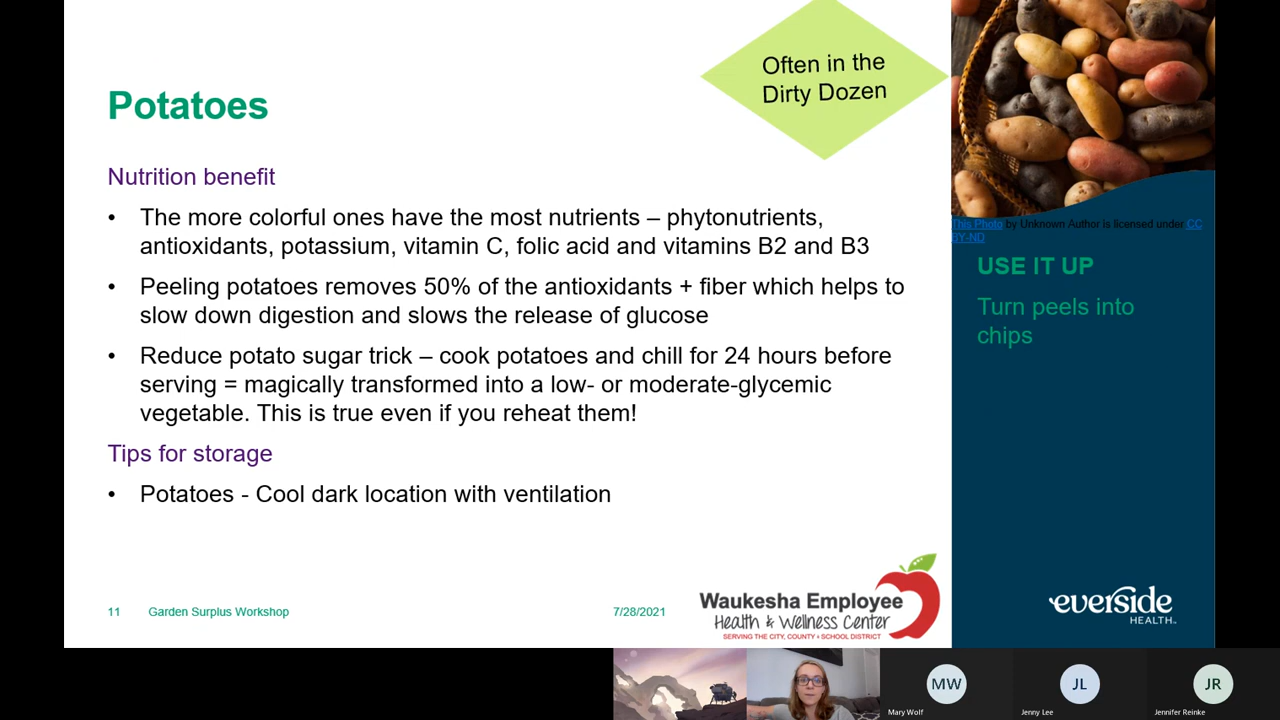 Often in the
Dirty Dozen
Potatoes
Nutrition benefit
• The more colorful ones have the most nutrients – phytonutrients,
antioxidants, potassium, vitamin C, folic acid and vitamins B2 and B3
• Peeling potatoes removes 50% of the antioxidants + fiber which helps to
slow down digestion and slows the release of glucose
• Reduce potato sugar trick – cook potatoes and chill for 24 hours before
serving = magically transformed into a low- or moderate-glycemic
vegetable. This is true even if you reheat them!
Tips for storage
• Potatoes - Cool dark location with ventilation
This Photo by Unknown Author is licensed under CC
BY-ND
USE IT UP
Turn peels into
chips
11 Garden Surplus Workshop 7/28/2021
Waukesha Employee
Health & Wellness Center
SERVING THE CITY, COUNTY + SCHOOL DISTRICT
everside
HEALTH™
MW
JL
JR
Mary Wolf
Jenny Lee
Jennifer Reinke